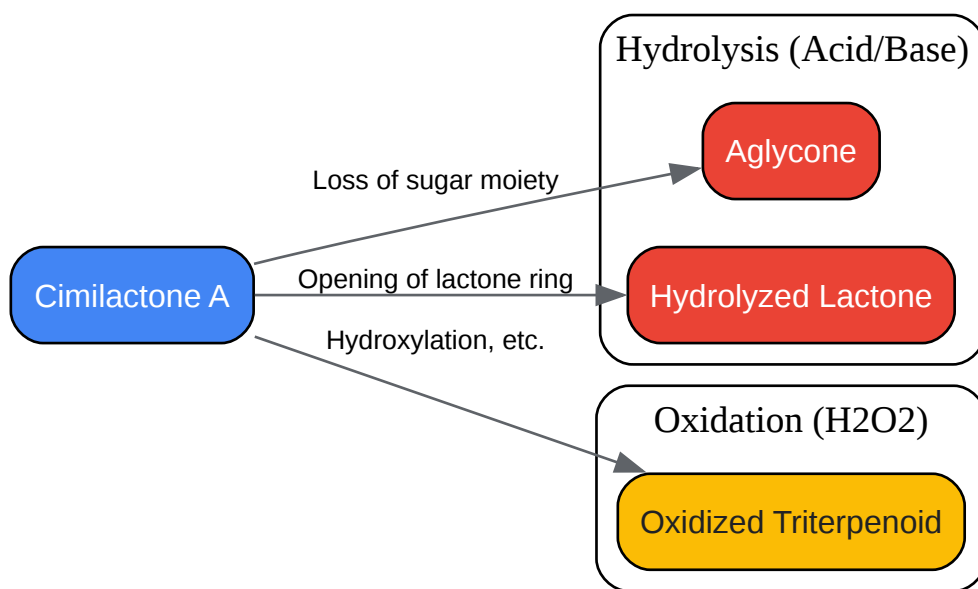 Hydrolysis (Acid/Base)
Aglycone
Loss of sugar moiety
Cimilactone A
Opening of lactone ring
Hydrolyzed Lactone
Hydroxylation, etc.
Oxidation (H2O2)
Oxidized Triterpenoid